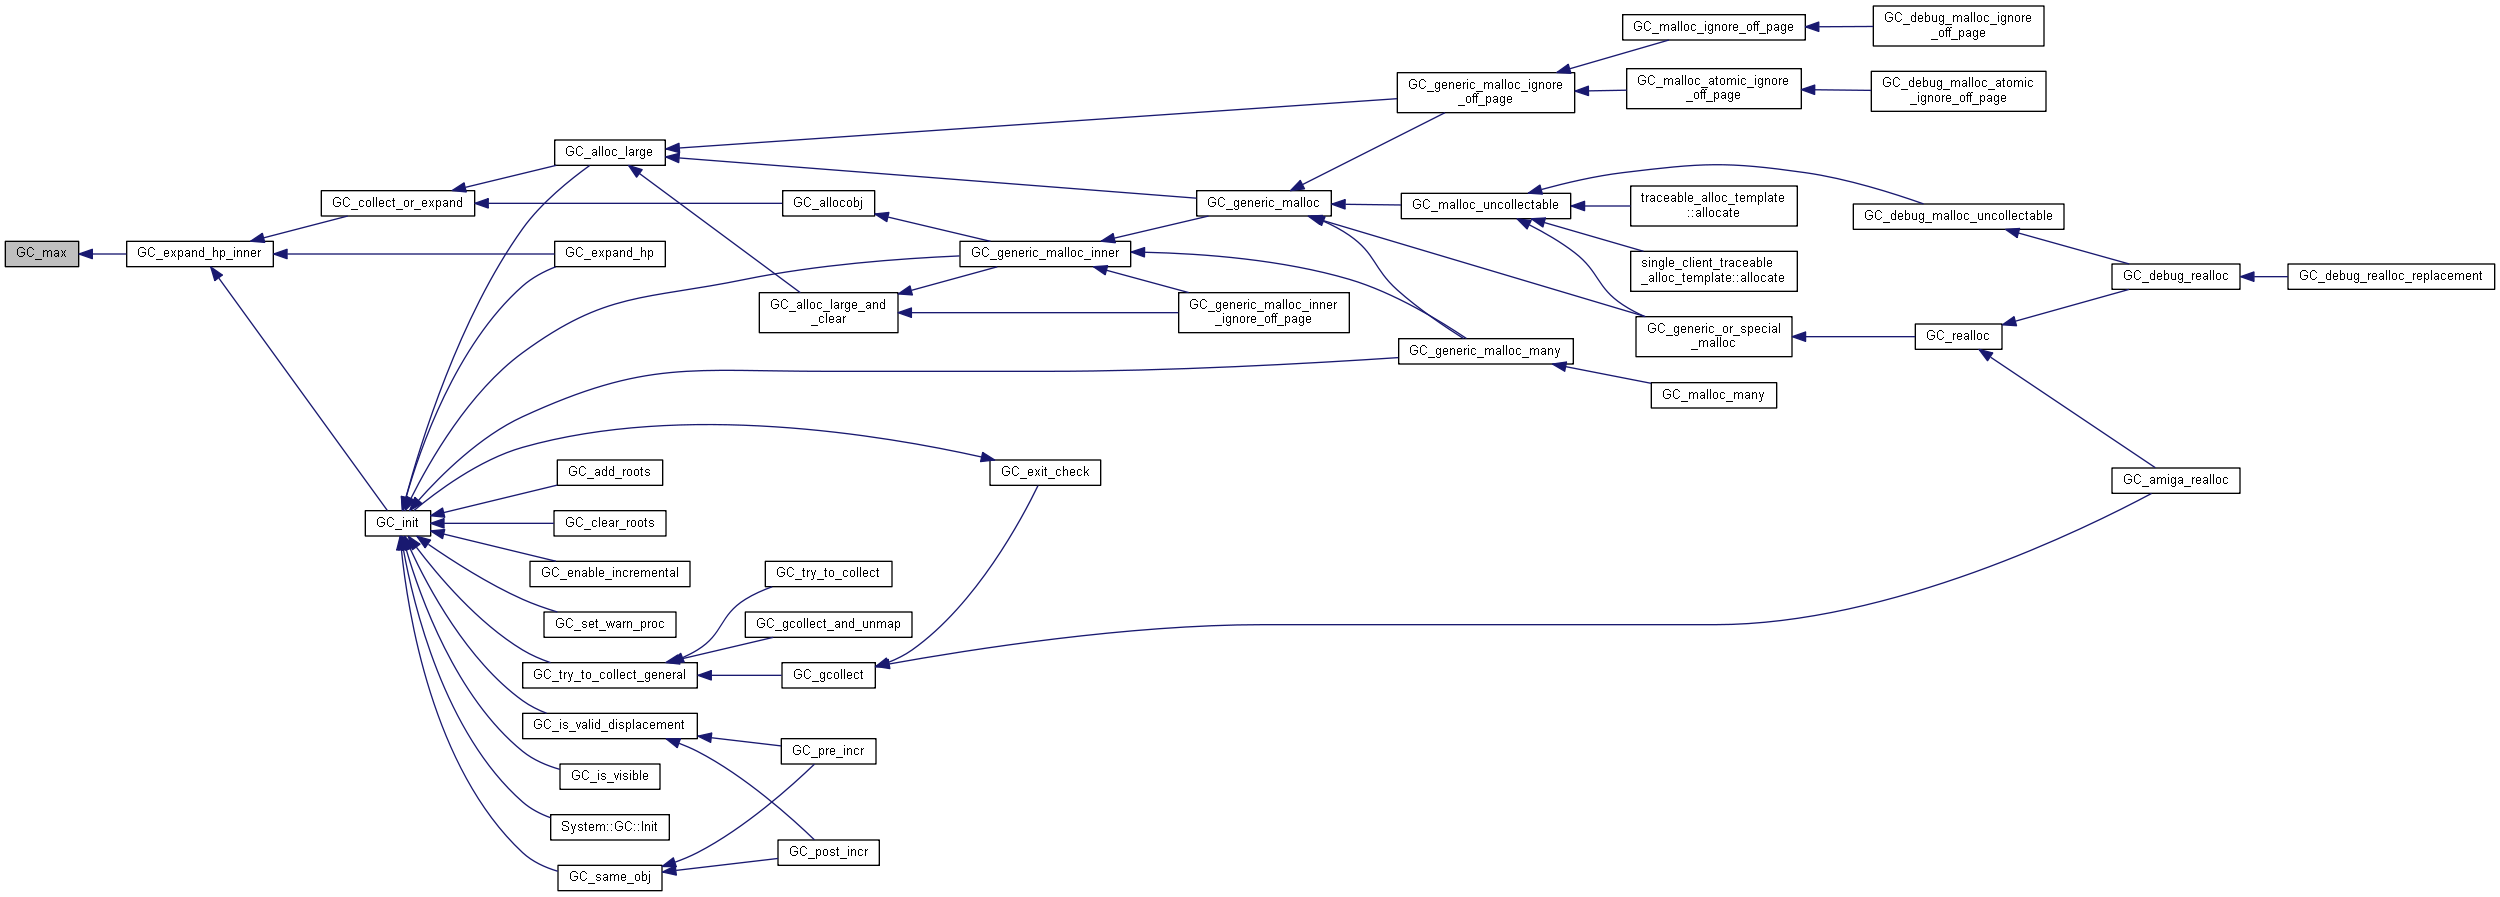 GC_max
GC_expand_hp_inner
GC_collect_or_expand
GC_init
GC_alloc_large
GC_expand_hp
GC_add_roots
GC_clear_roots
GC_enable_incremental
GC_set_warn_proc
GC_try_to_collect_general
GC_is_valid_displacement
GC_is_visible
System::GC::Init
GC_same_obj
GC_allocobj
GC_alloc_large_and
_clear
GC_try_to_collect
GC_gcollect_and_unmap
GC_gcollect
GC_pre_incr
GC_post_incr
GC_generic_malloc_inner
GC_exit_check
GC_generic_malloc
GC_generic_malloc_inner
_ignore_off_page
GC_generic_malloc_ignore
_off_page
GC_malloc_uncollectable
GC_generic_malloc_many
GC_malloc_ignore_off_page
GC_malloc_atomic_ignore
_off_page
traceable_alloc_template
::allocate
single_client_traceable
_alloc_template::allocate
GC_generic_or_special
_malloc
GC_malloc_many
GC_debug_malloc_ignore
_off_page
GC_debug_malloc_atomic
_ignore_off_page
GC_debug_malloc_uncollectable
GC_realloc
GC_debug_realloc
GC_amiga_realloc
GC_debug_realloc_replacement